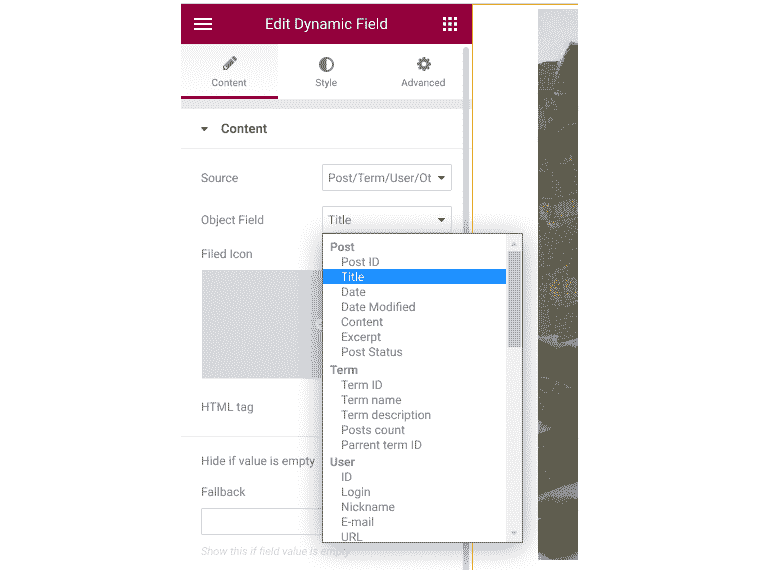 Edit Dynamic Field
Content Style Advanced
Content
Source Post/Term/User/Ot
Object Field Title
Filed Icon
Post
Post ID
Title
Date
Date Modified
Content
Excerpt
Post Status
Term
Term ID
Term name
Term description
Posts count
Parrent term ID
HTML tag
User
ID
Login
Nickname
E-mail
URL
Hide if value is empty
Fallback
Show this if field value is empty